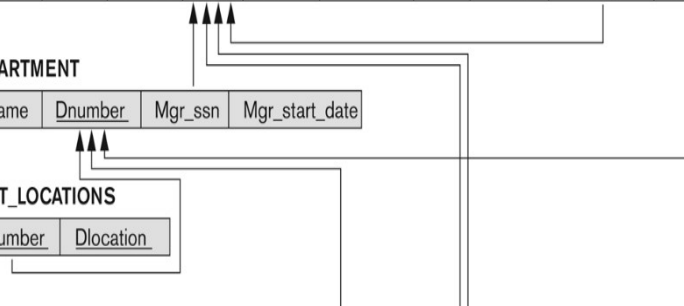 ARTMENT
ame Dnumber Mgr_ssn Mgr_start_date
T_LOCATIONS
umber Dlocation